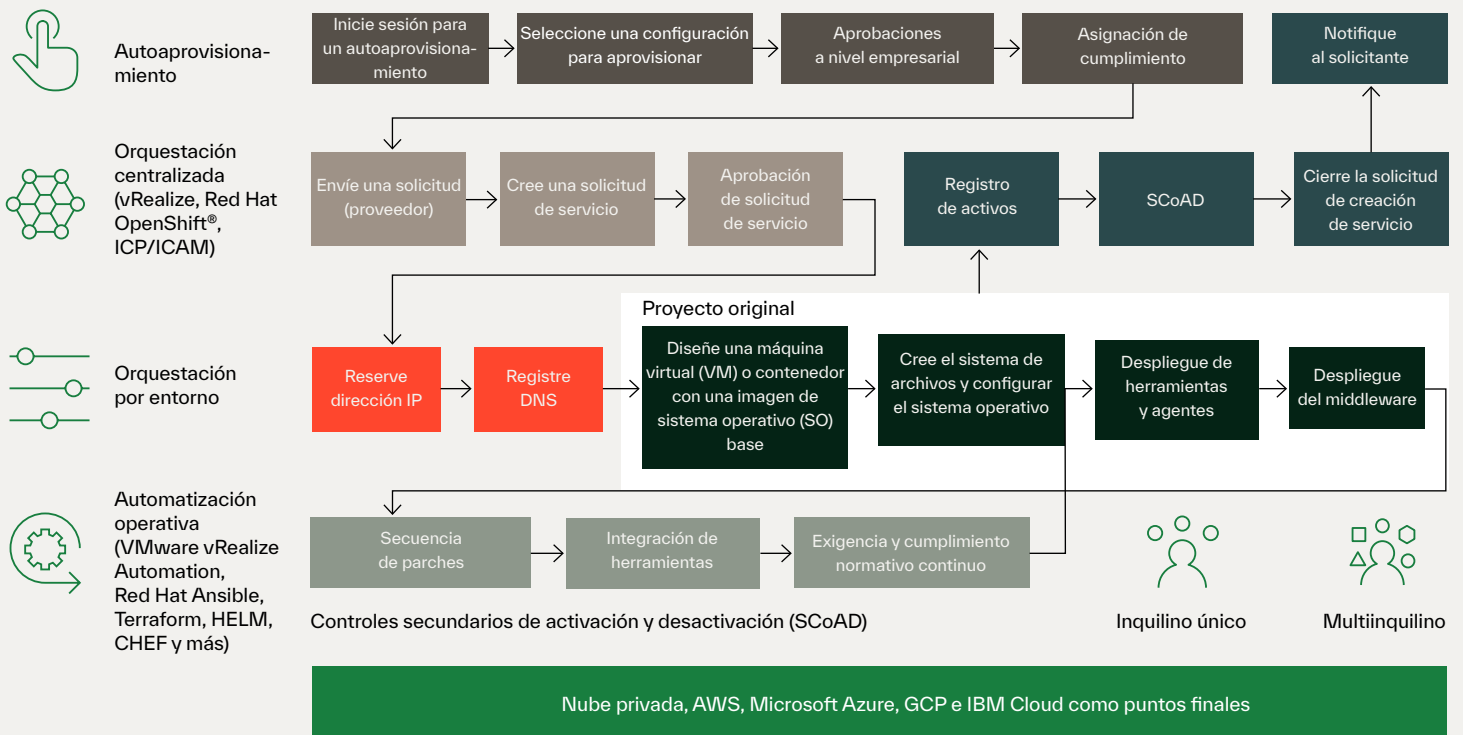 Autoaprovisiona-
miento
Inicie sesión para
un autoaprovisiona-
miento
Seleccione una configuración
para aprovisionar
Aprobaciones
a nivel empresarial
Asignación de
cumplimiento
Notifique
al solicitante
Orquestación
centralizada
(vRealize, Red Hat
OpenShift®,
ICP/ICAM)
Envíe una solicitud
(proveedor)
Cree una solicitud
de servicio
Aprobación
de solicitud
de servicio
Registro
de activos
SCoAD
Cierre la solicitud
de creación
de servicio
Orquestación
por entorno
Reserve
dirección IP
Registre
DNS
Proyecto original
Diseñe una máquina
virtual (VM) o contenedor
con una imagen de
sistema operativo (SO)
base
Cree el sistema de
archivos y configurar
el sistema operativo
Despliegue de
herramientas
y agentes
Despliegue
del middleware
Automatización
operativa
(VMware vRealize
Automation,
Red Hat Ansible,
Terraform, HELM,
CHEF y más)
Secuencia
de parches
Integración de
herramientas
Exigencia y cumplimiento
normativo continuo
Controles secundarios de activación y desactivación (SCoAD)
Inquilino único
Multiinquilino
Nube privada, AWS, Microsoft Azure, GCP e IBM Cloud como puntos finales